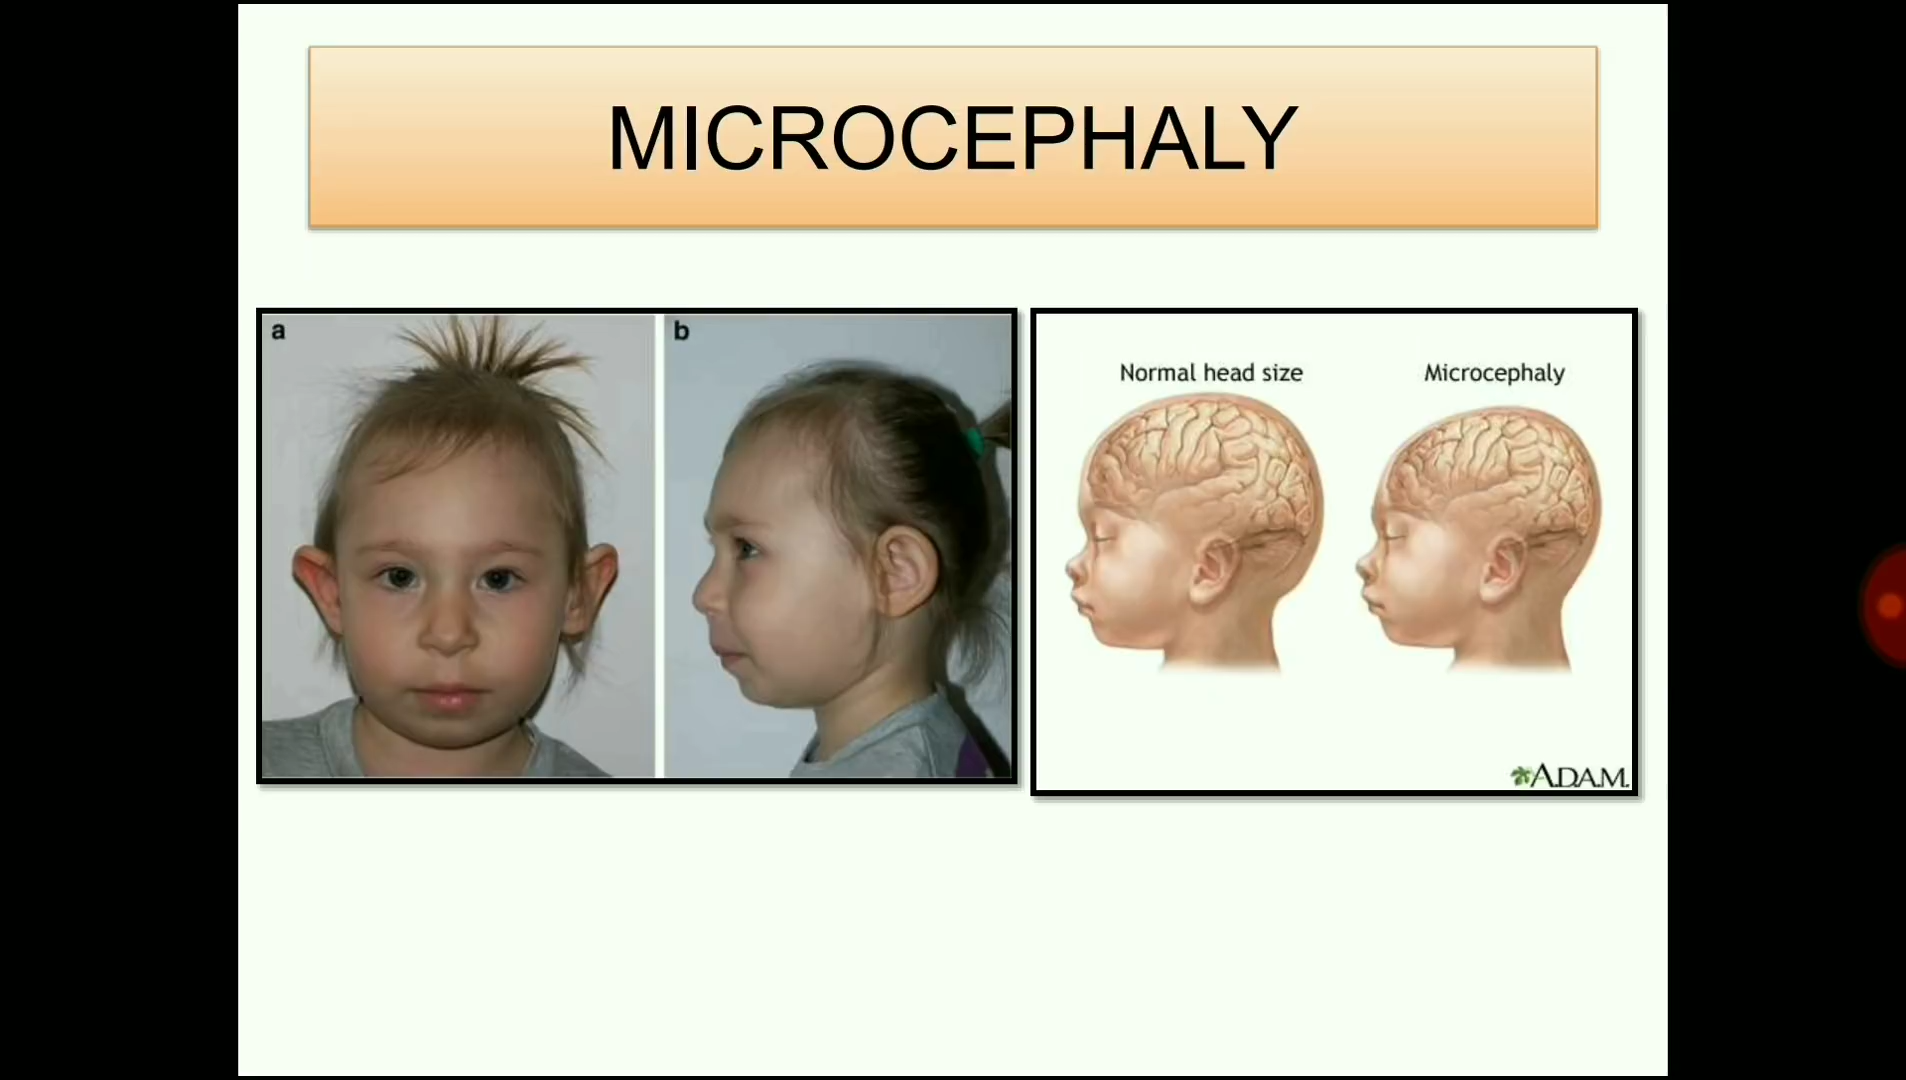 MICROCEPHALY
a
b
Normal head size
Microcephaly
A.D.A.M.